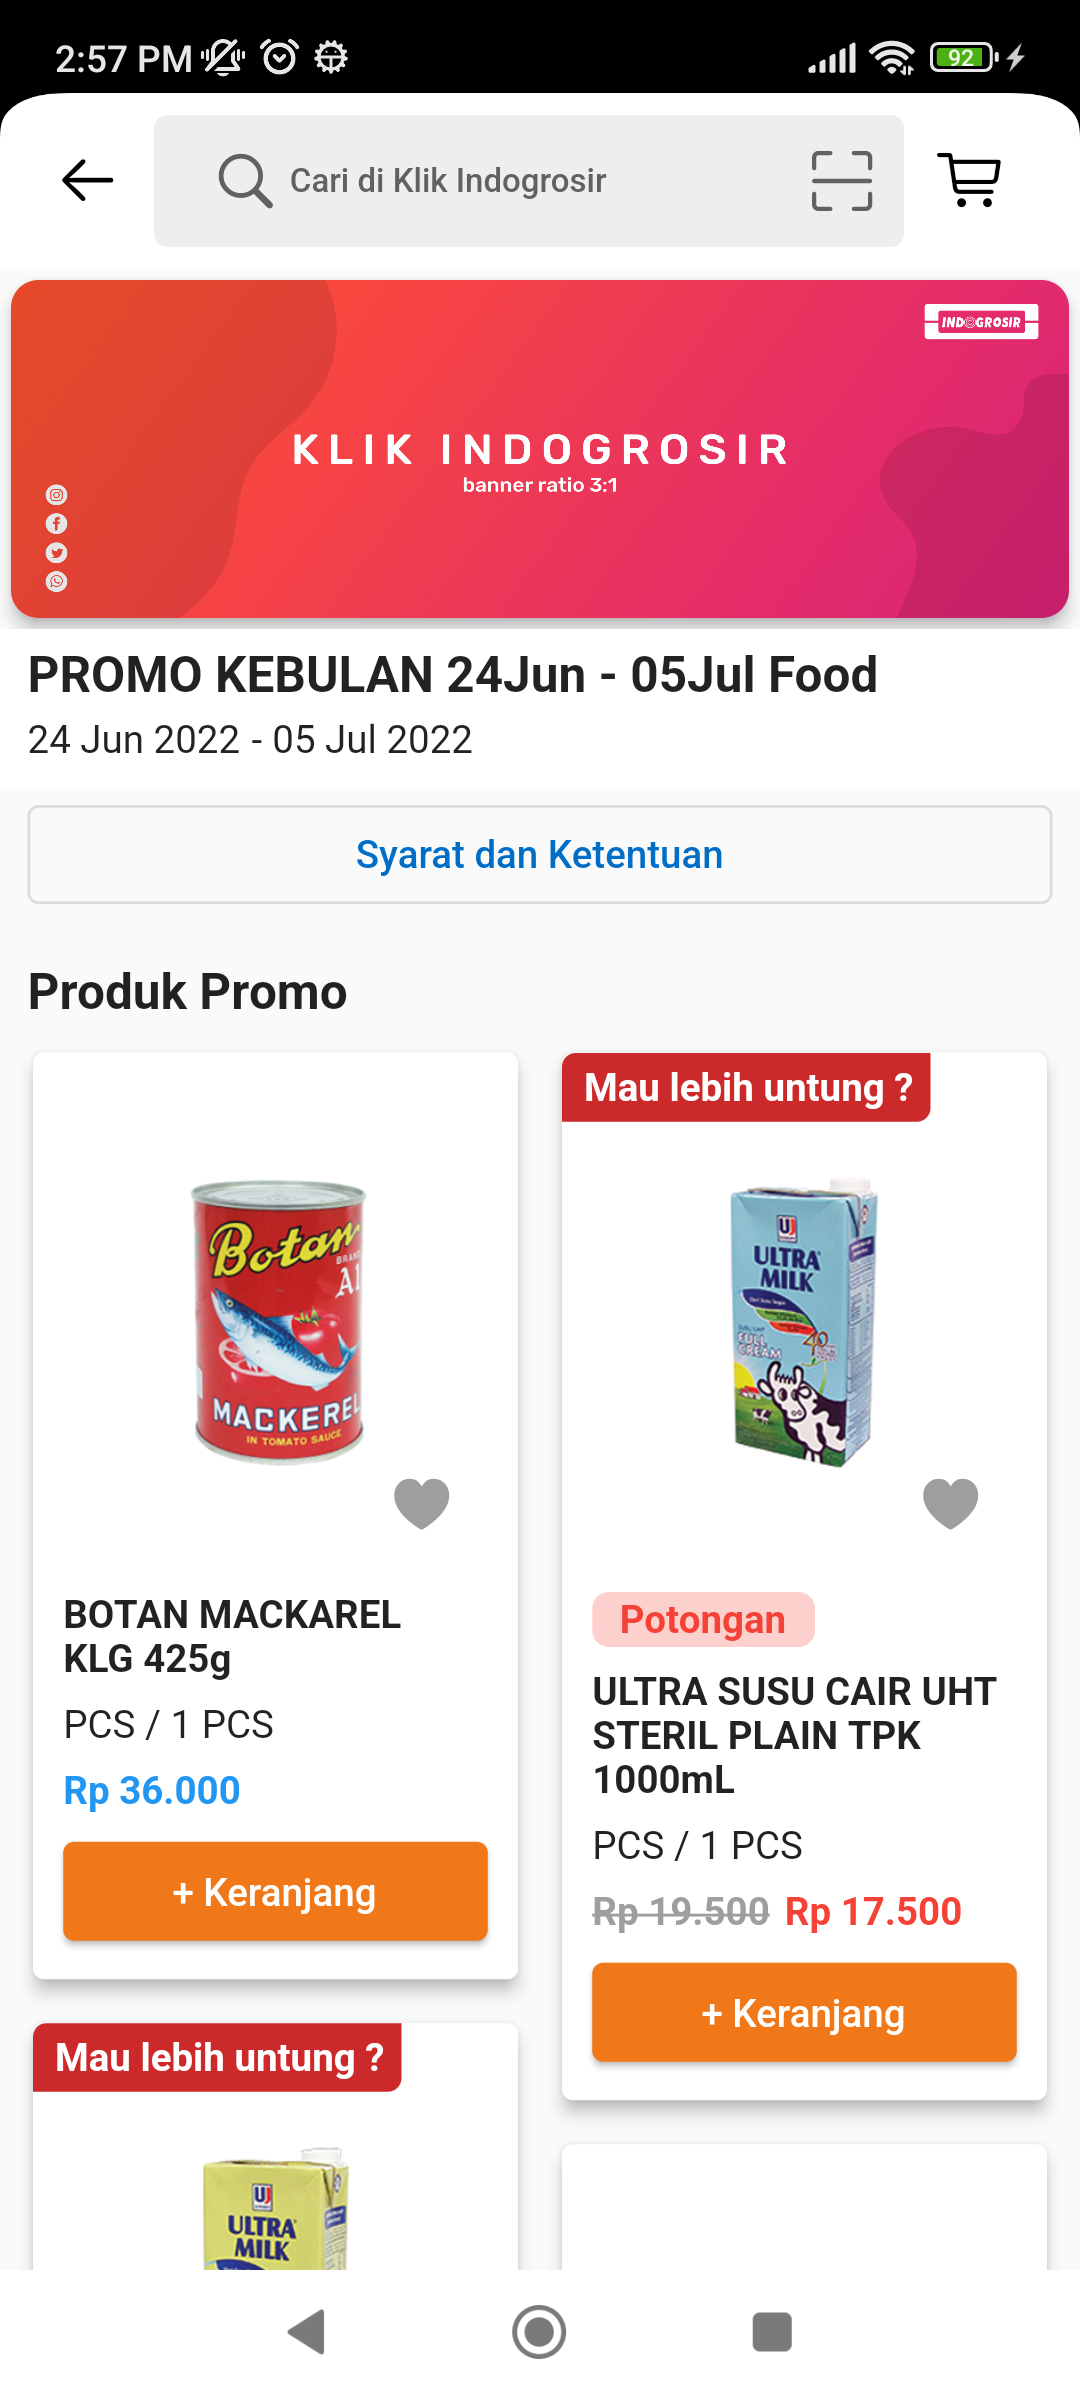 2:57 PM
92
Cari di Klik Indogrosir
INDOGROSIR
KLIK INDOGROSIR
banner ratio 3:1
PROMO KEBULAN 24Jun - 05Jul Food
24 Jun 2022 - 05 Jul 2022
Syarat dan Ketentuan
Produk Promo
Botan
BRAND
A1
MACKEREL
IN TOMATO SAUCE
BOTAN MACKAREL
KLG 425g
PCS / 1 PCS
Rp 36.000
+ Keranjang
Mau lebih untung ?
ULTRA
MILK
FULL
CREAM
40
Potongan
ULTRA SUSU CAIR UHT
STERIL PLAIN TPK
1000mL
PCS / 1 PCS
Rp 19.500 Rp 17.500
+ Keranjang
Mau lebih untung ?
ULTRA
MILK